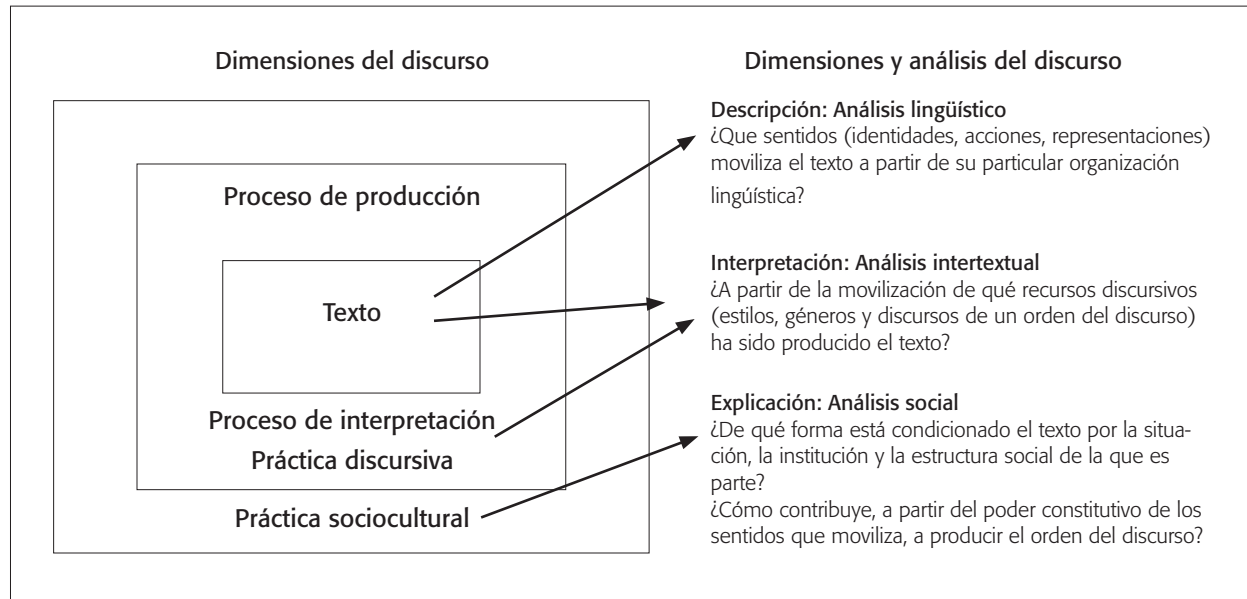 Dimensiones del discurso
Proceso de producción
Texto
Proceso de interpretación
Práctica discursiva
Práctica sociocultural
Dimensiones y análisis del discurso
Descripción: Análisis lingüístico
¿Que sentidos (identidades, acciones, representaciones)
moviliza el texto a partir de su particular organización
lingúística?
Interpretación: Análisis intertextual
¿A partir de la movilización de qué recursos discursivos
(estilos, géneros y discursos de un orden del discurso)
ha sido producido el texto?
Explicación: Análisis social
¿De qué forma está condicionado el texto por la situa-
ción, la institución y la estructura social de la que es
parte?
¿Cómo contribuye, a partir del poder constitutivo de los
sentidos que moviliza, a producir el orden del discurso?